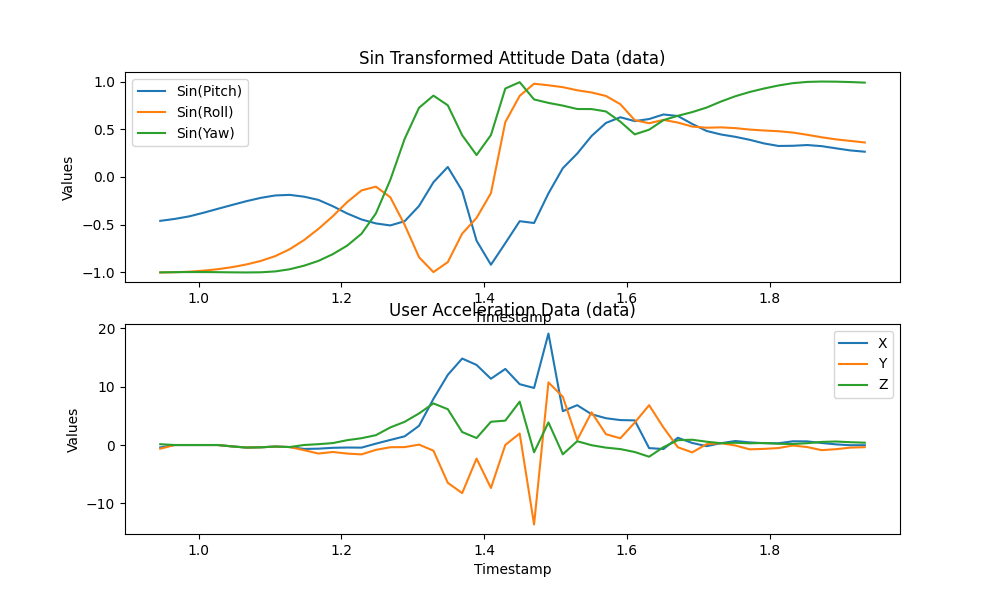 Sin Transformed Attitude Data (data)
Values
1.0
0.5
0.0
−0.5
−1.0
Sin(Pitch)
Sin(Roll)
Sin(Yaw)
1.0 1.2 1.4 1.6 1.8
Timestamp
User Acceleration Data (data)
Values
20
10
0
−10
X
Y
Z
1.0 1.2 1.4 1.6 1.8
Timestamp